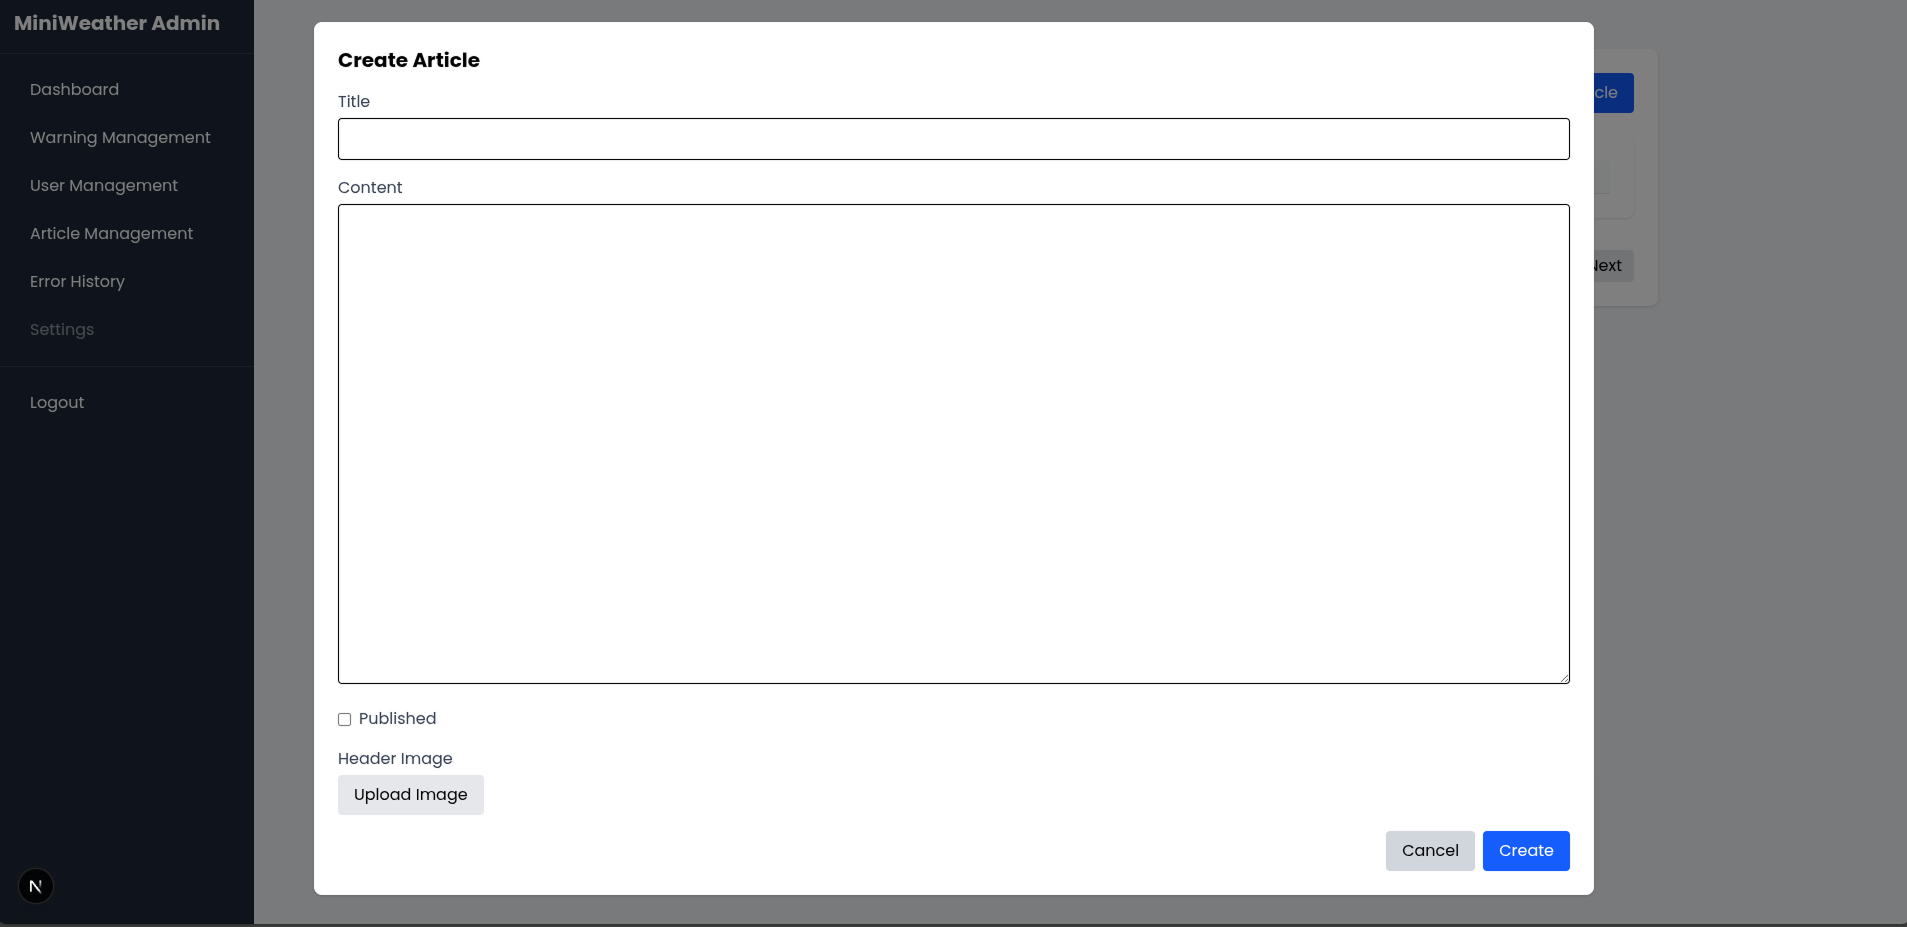 MiniWeather Admin
Dashboard
Warning Management
User Management
Article Management
Error History
Settings
Logout
N
Create Article
Title
Content
Published
Header Image
Upload Image
Cancel
Create
cle
Next